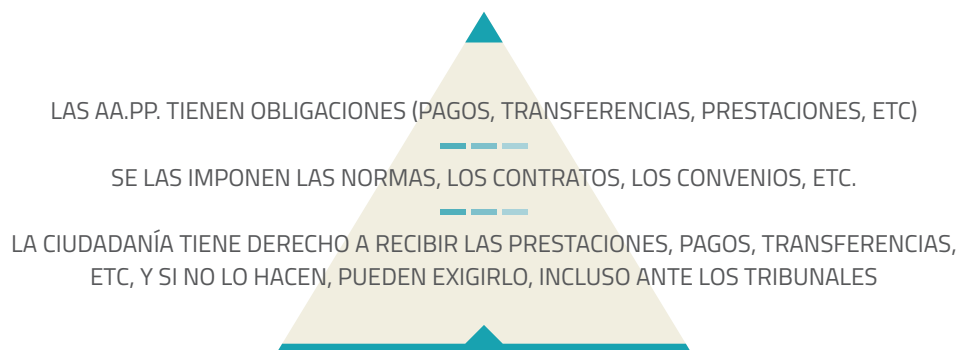 LAS AA.PP. TIENEN OBLIGACIONES (PAGOS, TRANSFERENCIAS, PRESTACIONES, ETC)
SE LAS IMPONEN LAS NORMAS, LOS CONTRATOS, LOS CONVENIOS, ETC.
LA CIUDADANÍA TIENE DERECHO A RECIBIR LAS PRESTACIONES, PAGOS, TRANSFERENCIAS,
ETC, Y SI NO LO HACEN, PUEDEN EXIGIRLO, INCLUSO ANTE LOS TRIBUNALES